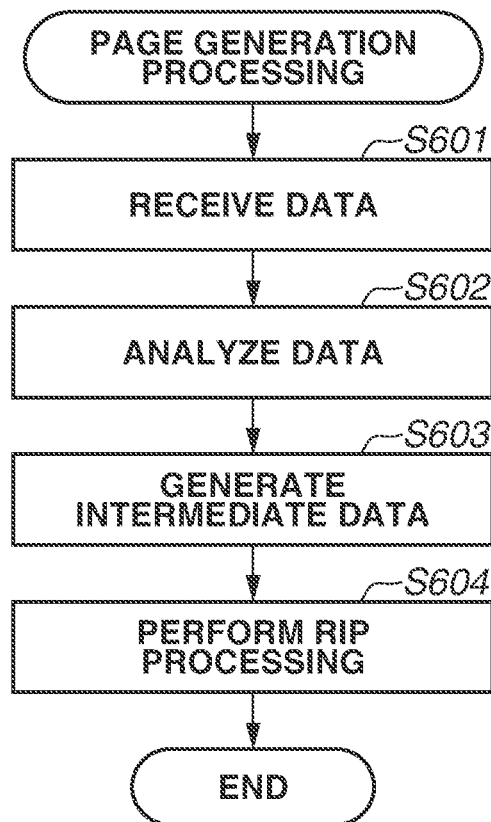 PAGE GENERATION
PROCESSING
S601
RECEIVE DATA
S602
ANALYZE DATA
S603
GENERATE
INTERMEDIATE DATA
S604
PERFORM RIP
PROCESSING
END